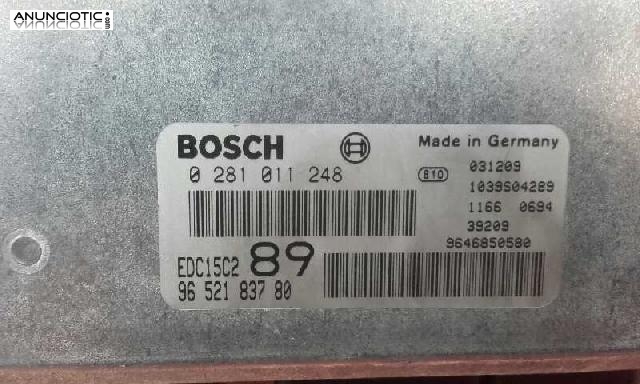 ANUNCIOTIC.com
BOSCH
Made in Germany
0 281 011 248
e10
031209
1039S04289
1166 0694
39209
9646850580
EDC15C2 89
96 521 837 80